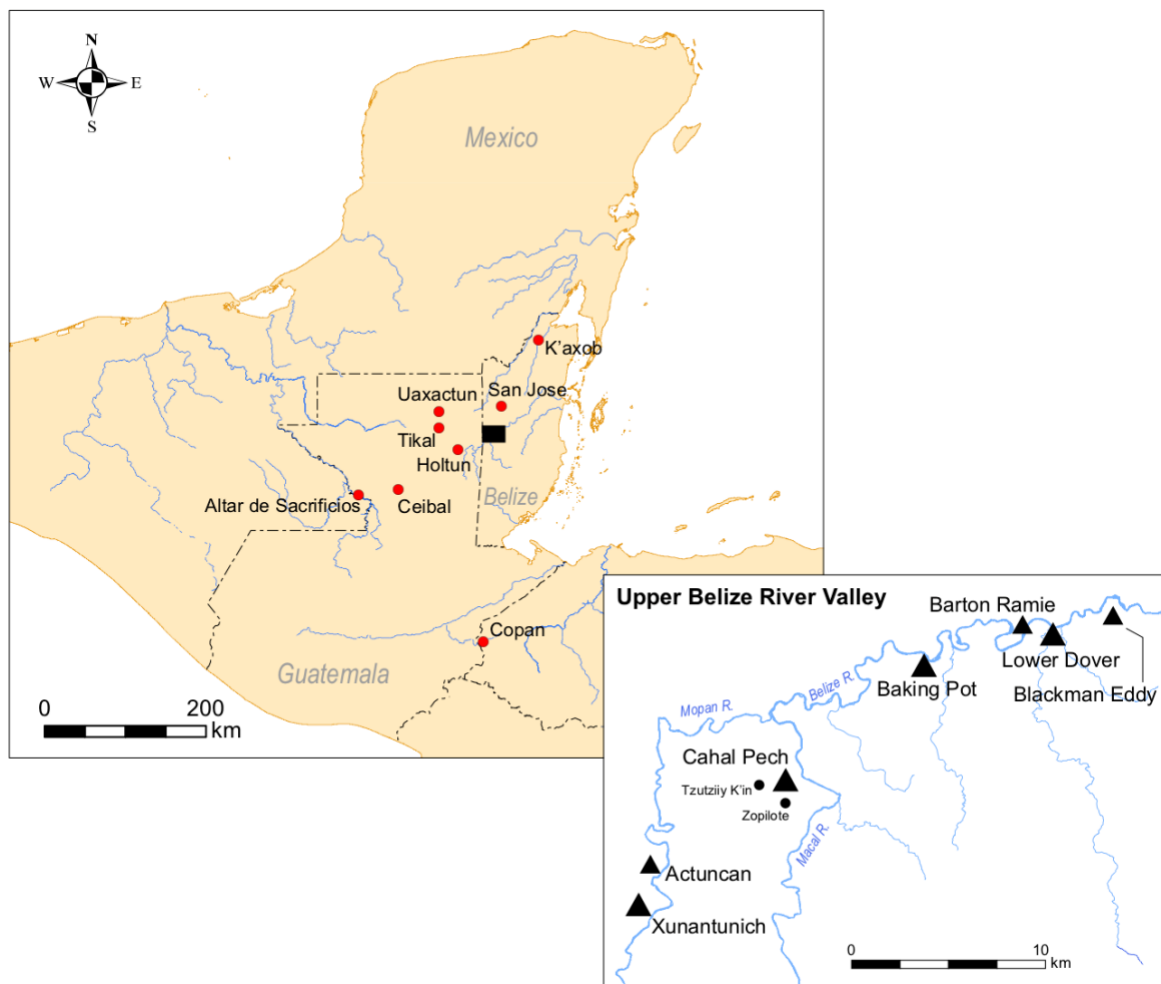 N
W E
S
Mexico
K'axob
Uaxactun
San Jose
Tikal
Holtun
Belize
Altar de Sacrificios
Ceibal
Copan
Guatemala
0 200
km
Upper Belize River Valley
Barton Ramie
Lower Dover
Baking Pot
Blackman Eddy
Belize R.
Mopan R.
Cahal Pech
Tzutziiy K'in
Zopilote
Macal R.
Actuncan
Xunantunich
0 10
km